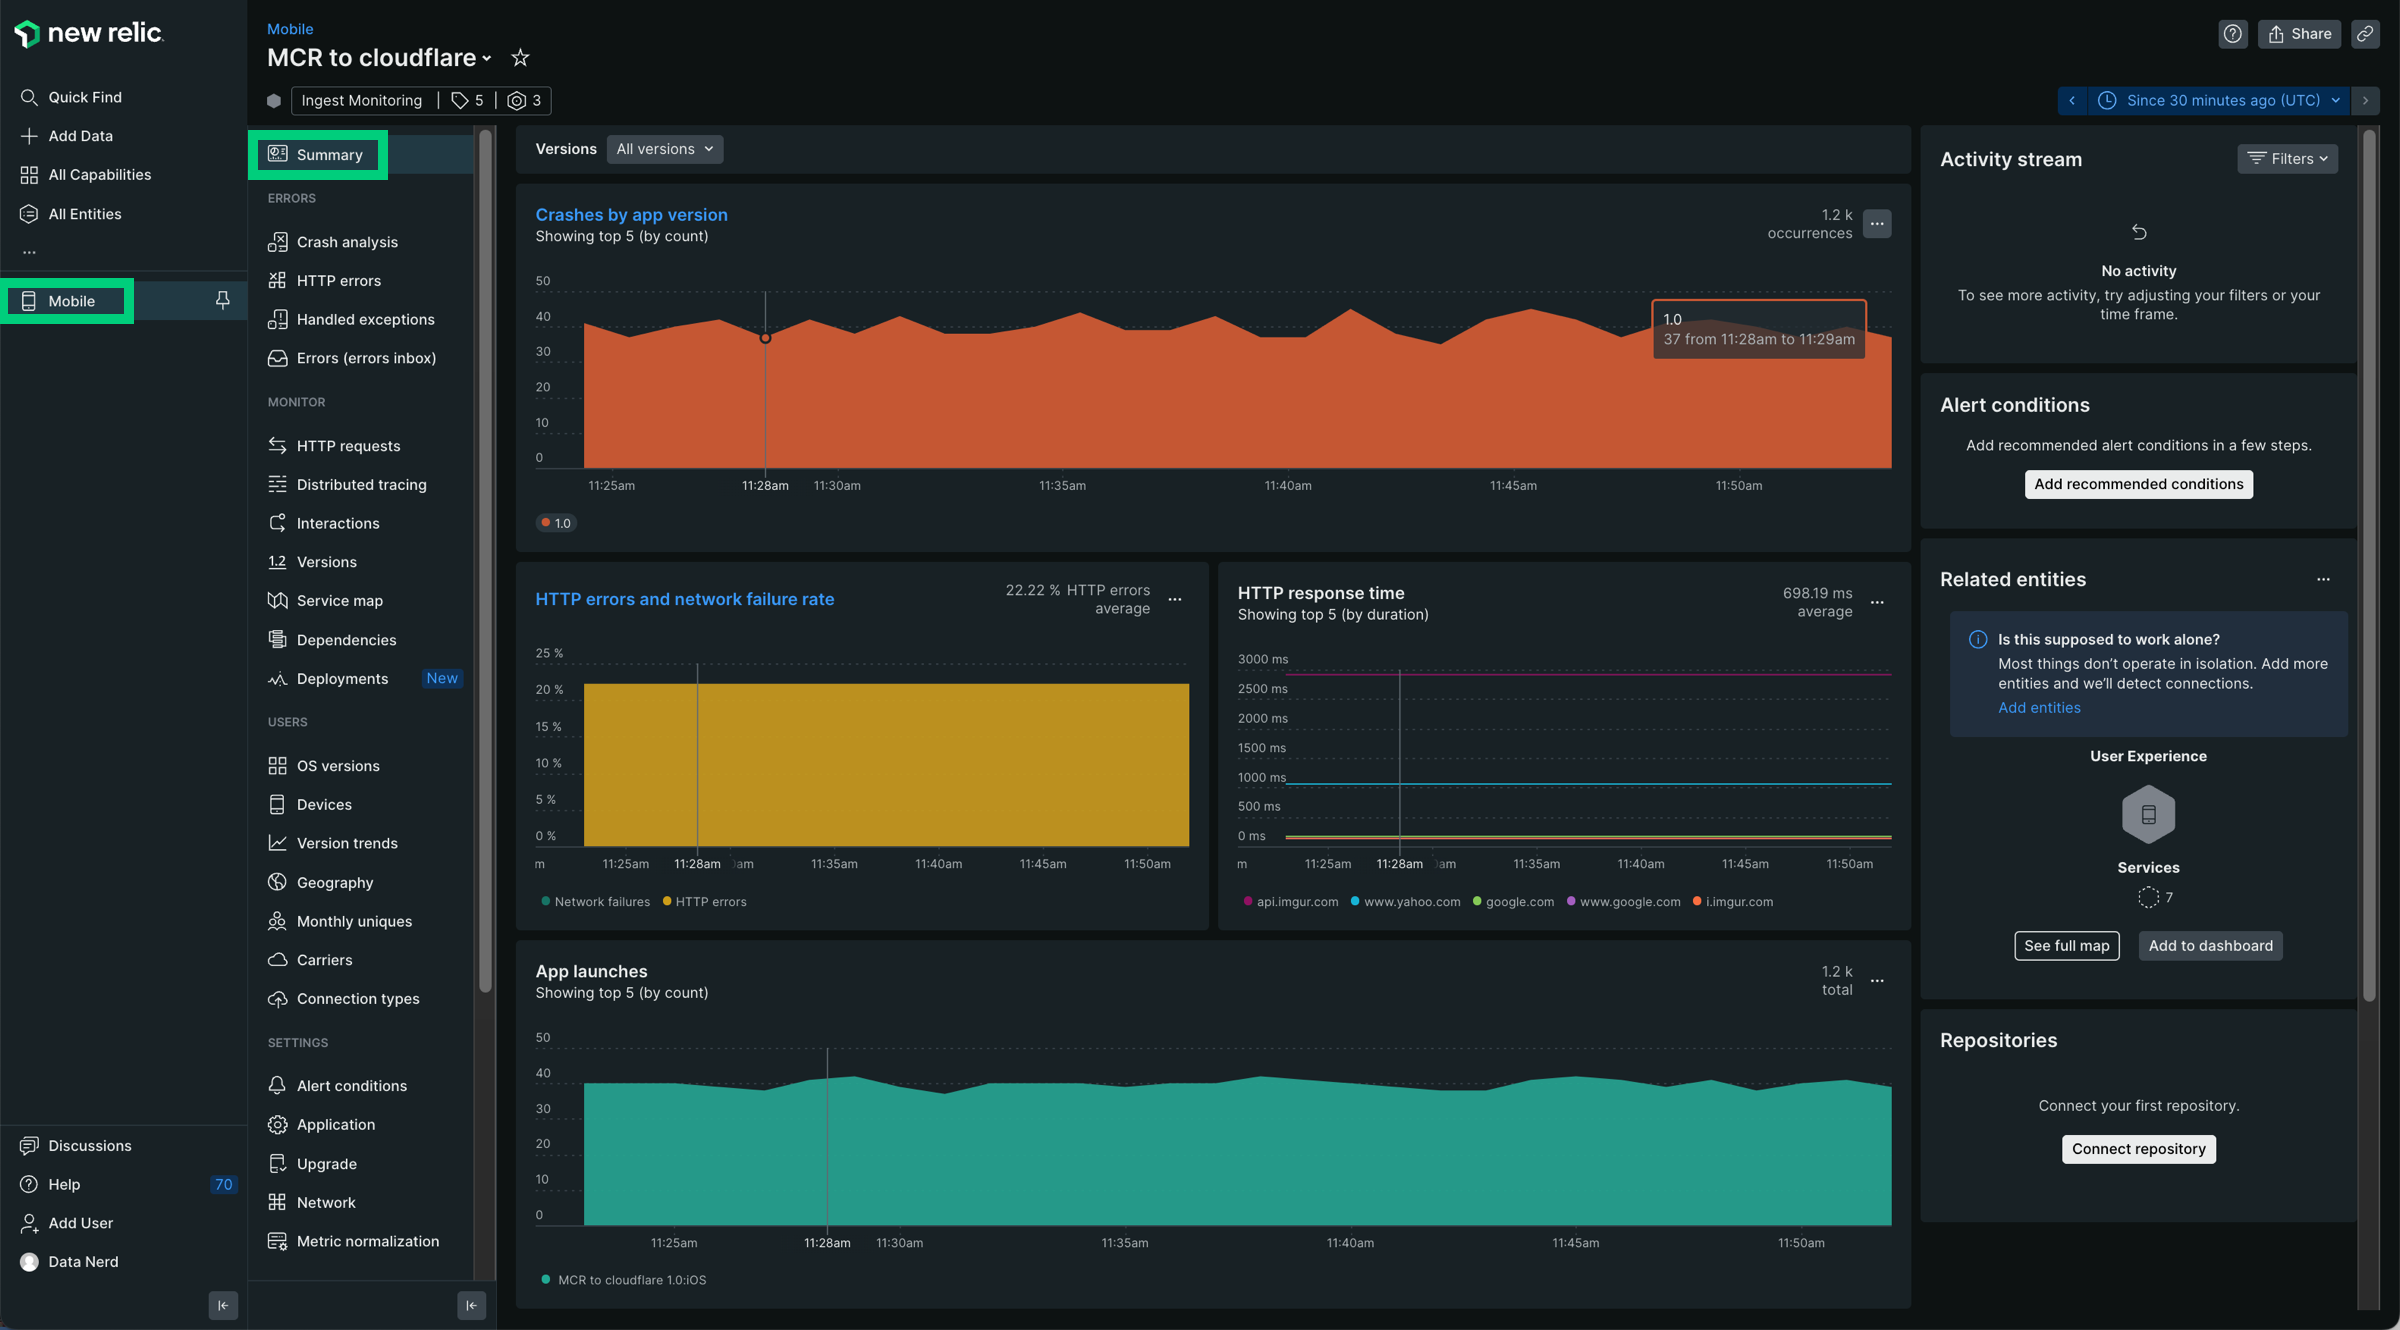 new relic.
Quick Find
Add Data
All Capabilities
All Entities
...
Mobile
Discussions
Help 70
Add User
Data Nerd
Mobile
MCR to cloudflare
Ingest Monitoring | 5 | 3
Share
Since 30 minutes ago (UTC)
Summary
ERRORS
Crash analysis
HTTP errors
Handled exceptions
Errors (errors inbox)
MONITOR
HTTP requests
Distributed tracing
Interactions
1.2 Versions
Service map
Dependencies
Deployments New
USERS
OS versions
Devices
Version trends
Geography
Monthly uniques
Carriers
Connection types
SETTINGS
Alert conditions
Application
Upgrade
Network
Metric normalization
Versions All versions
Crashes by app version
Showing top 5 (by count)
1.2 k
occurrences
...
50
40
30
20
10
0
1.0
37 from 11:28am to 11:29am
11:25am 11:28am 11:30am 11:35am 11:40am 11:45am 11:50am
1.0
HTTP errors and network failure rate
22.22 % HTTP errors
average
...
25 %
20 %
15 %
10 %
5 %
0 %
m 11:25am 11:28am am 11:35am 11:40am 11:45am 11:50am
Network failures HTTP errors
HTTP response time
Showing top 5 (by duration)
698.19 ms
average
...
3000 ms
2500 ms
2000 ms
1500 ms
1000 ms
500 ms
0 ms
m 11:25am 11:28am am 11:35am 11:40am 11:45am 11:50am
api.imgur.com www.yahoo.com google.com www.google.com i.imgur.com
App launches
Showing top 5 (by count)
1.2 k
total
...
50
40
30
20
10
0
11:25am 11:28am 11:30am 11:35am 11:40am 11:45am 11:50am
MCR to cloudflare 1.0:iOS
Activity stream
Filters
No activity
To see more activity, try adjusting your filters or your
time frame.
Alert conditions
Add recommended alert conditions in a few steps.
Add recommended conditions
Related entities
...
Is this supposed to work alone?
Most things don't operate in isolation. Add more
entities and we'll detect connections.
Add entities
User Experience
Services
7
See full map
Add to dashboard
Repositories
Connect your first repository.
Connect repository